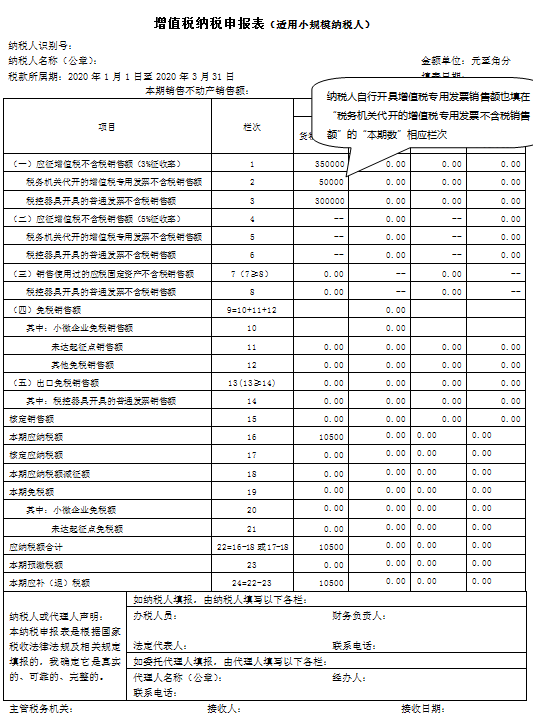 增值税纳税申报表（适用小规模纳税人）
纳税人识别号：
纳税人名称（公章）： 金额单位：元至角分
税款所属期：2020年1月1日至2020年3月31日
本期销售不动产销售额：
纳税人自行开具增值税专用发票销售额也填在
“税务机关代开的增值税专用发票不含税销售
额”的“本期数”相应栏次
项目 栏次
（一）应征增值税不含税销售额（3%征收率） 1 350000 0.00 0.00 0.00
税务机关代开的增值税专用发票不含税销售额 2 50000 0.00 0.00 0.00
税控器具开具的普通发票不含税销售额 3 300000 0.00 0.00 0.00
（二）应征增值税不含税销售额（5%征收率） 4 -- 0.00 -- 0.00
税务机关代开的增值税专用发票不含税销售额 5 -- 0.00 -- 0.00
税控器具开具的普通发票不含税销售额 6 -- 0.00 -- 0.00
（三）销售使用过的应税固定资产不含税销售额 7（7≥8） 0.00 -- 0.00 --
税控器具开具的普通发票不含税销售额 8 0.00 -- 0.00 --
（四）免税销售额 9=10+11+12 0.00
其中：小微企业免税销售额 10 0.00
未达起征点销售额 11 0.00 0.00 0.00 0.00
其他免税销售额 12 0.00 0.00 0.00 0.00
（五）出口免税销售额 13(13≥14) 0.00 0.00 0.00 0.00
其中：税控器具开具的普通发票销售额 14 0.00 0.00 0.00 0.00
核定销售额 15 0.00 0.00 0.00 0.00
本期应纳税额 16 10500 0.00 0.00 0.00
核定应纳税额 17 0.00 0.00 0.00 0.00
本期应纳税额减征额 18 0.00 0.00 0.00 0.00
本期免税额 19 0.00 0.00 0.00 0.00
其中：小微企业免税额 20 0.00 0.00 0.00 0.00
未达起征点免税额 21 0.00 0.00 0.00 0.00
应纳税额合计 22=16-18或17-18 10500 0.00 0.00 0.00
本期预缴税额 23 0.00 0.00 0.00 0.00
本期应补（退）税额 24=22-23 10500 0.00 0.00 0.00
纳税人或代理人声明：
本纳税申报表是根据国家
税收法律法规及相关规定
填报的，我确定它是真实
的、可靠的、完整的。
如纳税人填报，由纳税人填写以下各栏：
办税人员： 财务负责人：
法定代表人： 联系电话：
如委托代理人填报，由代理人填写以下各栏：
代理人名称（公章）： 经办人：
联系电话：
主管税务机关： 接收人： 接收日期：